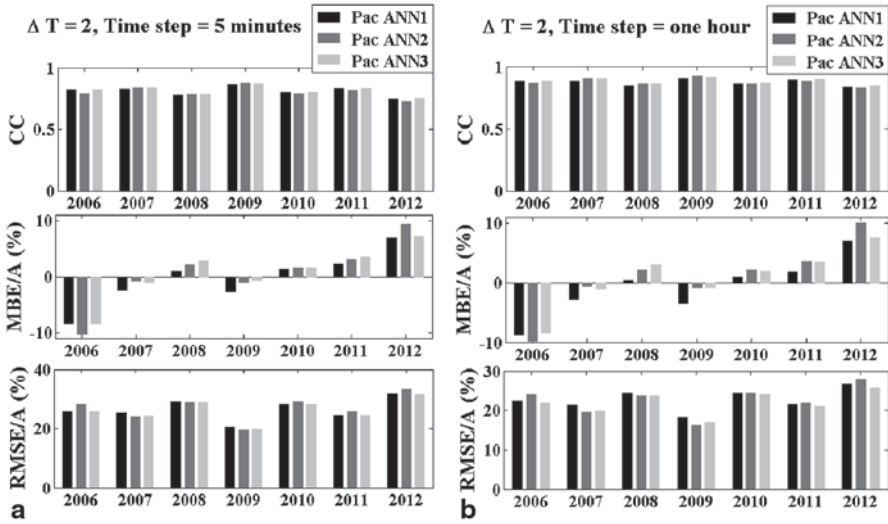 Δ T = 2, Time step = 5 minutes
Pac ANN1
Pac ANN2
Pac ANN3
CC
1
0.5
0
2006 2007 2008 2009 2010 2011 2012
MBE/A (%)
10
0
-10
2006 2007 2008 2009 2010 2011 2012
RMSE/A (%)
40
20
0
2006 2007 2008 2009 2010 2011 2012
a
Δ T = 2, Time step = one hour
Pac ANN1
Pac ANN2
Pac ANN3
CC
1
0.5
0
2006 2007 2008 2009 2010 2011 2012
MBE/A (%)
10
0
-10
2006 2007 2008 2009 2010 2011 2012
RMSE/A (%)
30
20
10
0
2006 2007 2008 2009 2010 2011 2012
b